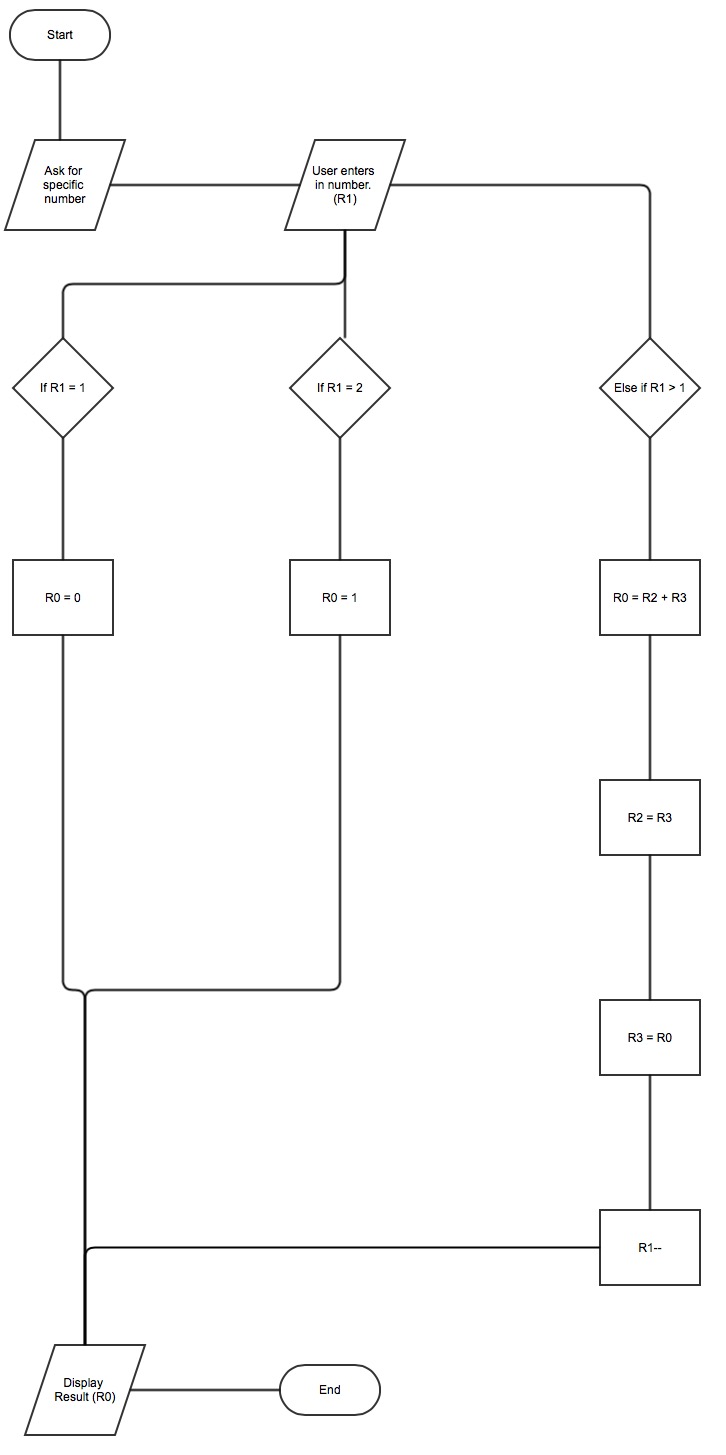 Start
Ask for
specific
number
User enters
in number.
(R1)
If R1 = 1
If R1 = 2
Else if R1 > 1
R0 = 0
R0 = 1
R0 = R2 + R3
R2 = R3
R3 = R0
R1--
Display
Result (R0)
End